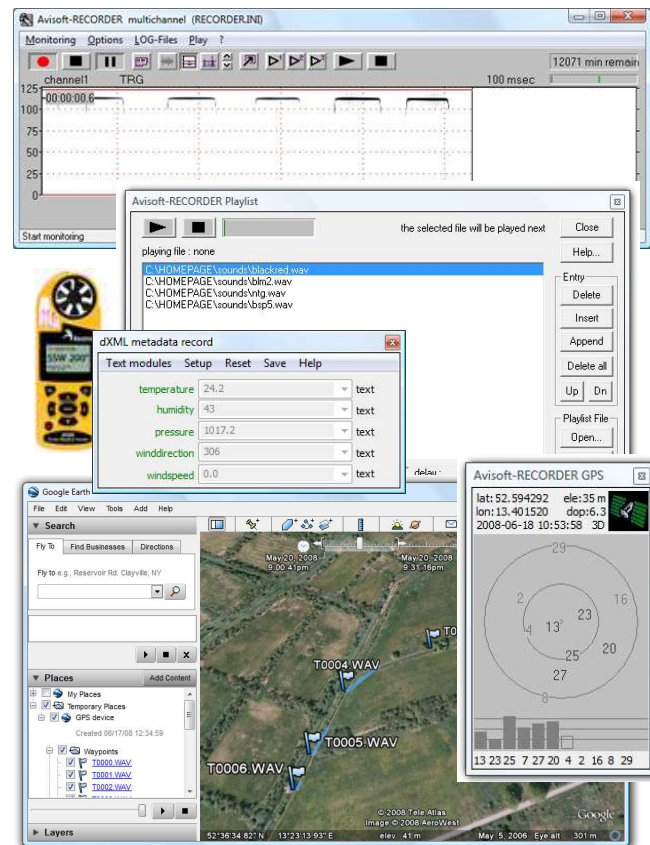 Avisoft-RECORDER multichannel (RECORDER.INI)
Monitoring Options LOG-Files Play ?
12071 min remain
channel1 TRG 100 msec
125
00:00:00.6
100
75
50
25
0
Start monitoring
Avisoft-RECORDER Playlist
the selected file will be played next
Close
playing file : none
Help...
C:\HOMEPAGE\sounds\blackred.wav
C:\HOMEPAGE\sounds\blm2.wav
C:\HOMEPAGE\sounds\ntg.wav
C:\HOMEPAGE\sounds\bsp5.wav
Entry
Delete
Insert
Append
Delete all
Up Dn
Playlist File
Open...
SSW 200°
dXML metadata record
Text modules Setup Reset Save Help
temperature 24.2 text
humidity 43 text
pressure 1017.2 text
winddirection 306 text
windspeed 0.0 text
Google Earth
File Edit View Tools Add Help
Search
Fly To Find Businesses Directions
Fly to e.g., Reservoir Rd. Clayville, NY
Places Add Content
My Places
Temporary Places
GPS device
Created 06/17/08 12:34:59
Waypoints
T0000.WAV
T0001.WAV
T0002.WAV
Layers
May 20, 2008
9:00:41pm
May 20, 2008
9:31:16pm
T0004.WAV
T0005.WAV
T0006.WAV
© 2008 Tele Atlas
Image © 2008 AeroWest
Google
52°36'34.82" N 13°23'13.93" E elev 41 m May 5, 2006 Eye alt 301 m
Avisoft-RECORDER GPS
lat: 52.594292 ele:35 m
lon:13.401520 dop:6.3
2008-06-18 10:53:58 3D
29
2
16
4
13°
23
20
25
27
8
13 23 25 7 27 20 4 2 16 8 29